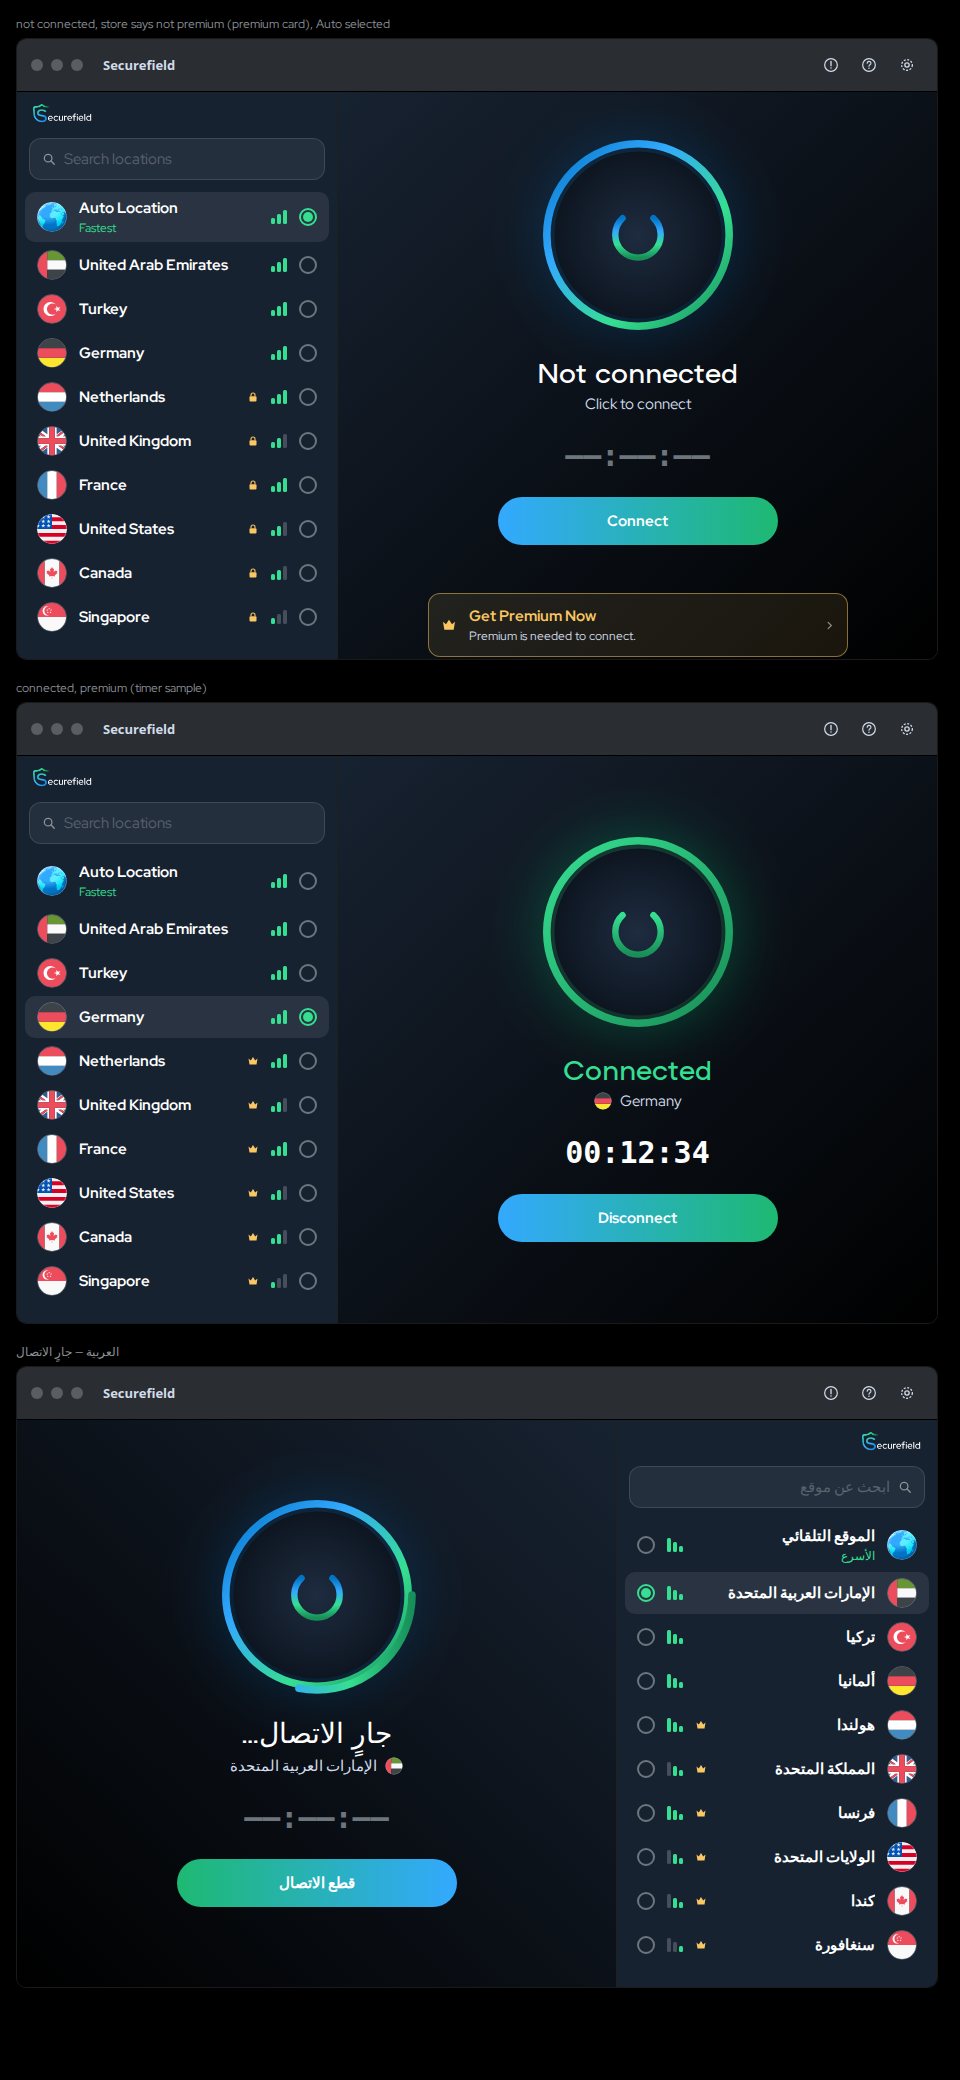 not connected, store says not premium (premium card), Auto selected
Securefield
Securefield
Search locations
Auto Location
Fastest
United Arab Emirates
Turkey
Germany
Netherlands
United Kingdom
France
United States
Canada
Singapore
Not connected
Click to connect
——:——:——
Connect
Get Premium Now
Premium is needed to connect.
connected, premium (timer sample)
Securefield
Securefield
Search locations
Auto Location
Fastest
United Arab Emirates
Turkey
Germany
Netherlands
United Kingdom
France
United States
Canada
Singapore
Connected
Germany
00:12:34
Disconnect
العربية — جارٍ الاتصال
Securefield
Securefield
ابحث عن موقع
الموقع التلقائي
الأسرع
الإمارات العربية المتحدة
تركيا
ألمانيا
هولندا
المملكة المتحدة
فرنسا
الولايات المتحدة
كندا
سنغافورة
جارٍ الاتصال...
الإمارات العربية المتحدة
——:——:——
قطع الاتصال